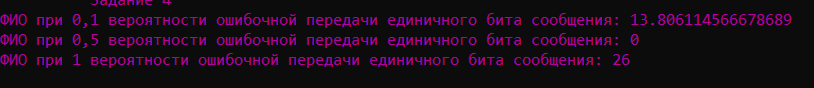 Задание 4
ФИО при 0,1 вероятности ошибочной передачи единичного бита сообщения: 13.806114566678689
ФИО при 0,5 вероятности ошибочной передачи единичного бита сообщения: 0
ФИО при 1 вероятности ошибочной передачи единичного бита сообщения: 26